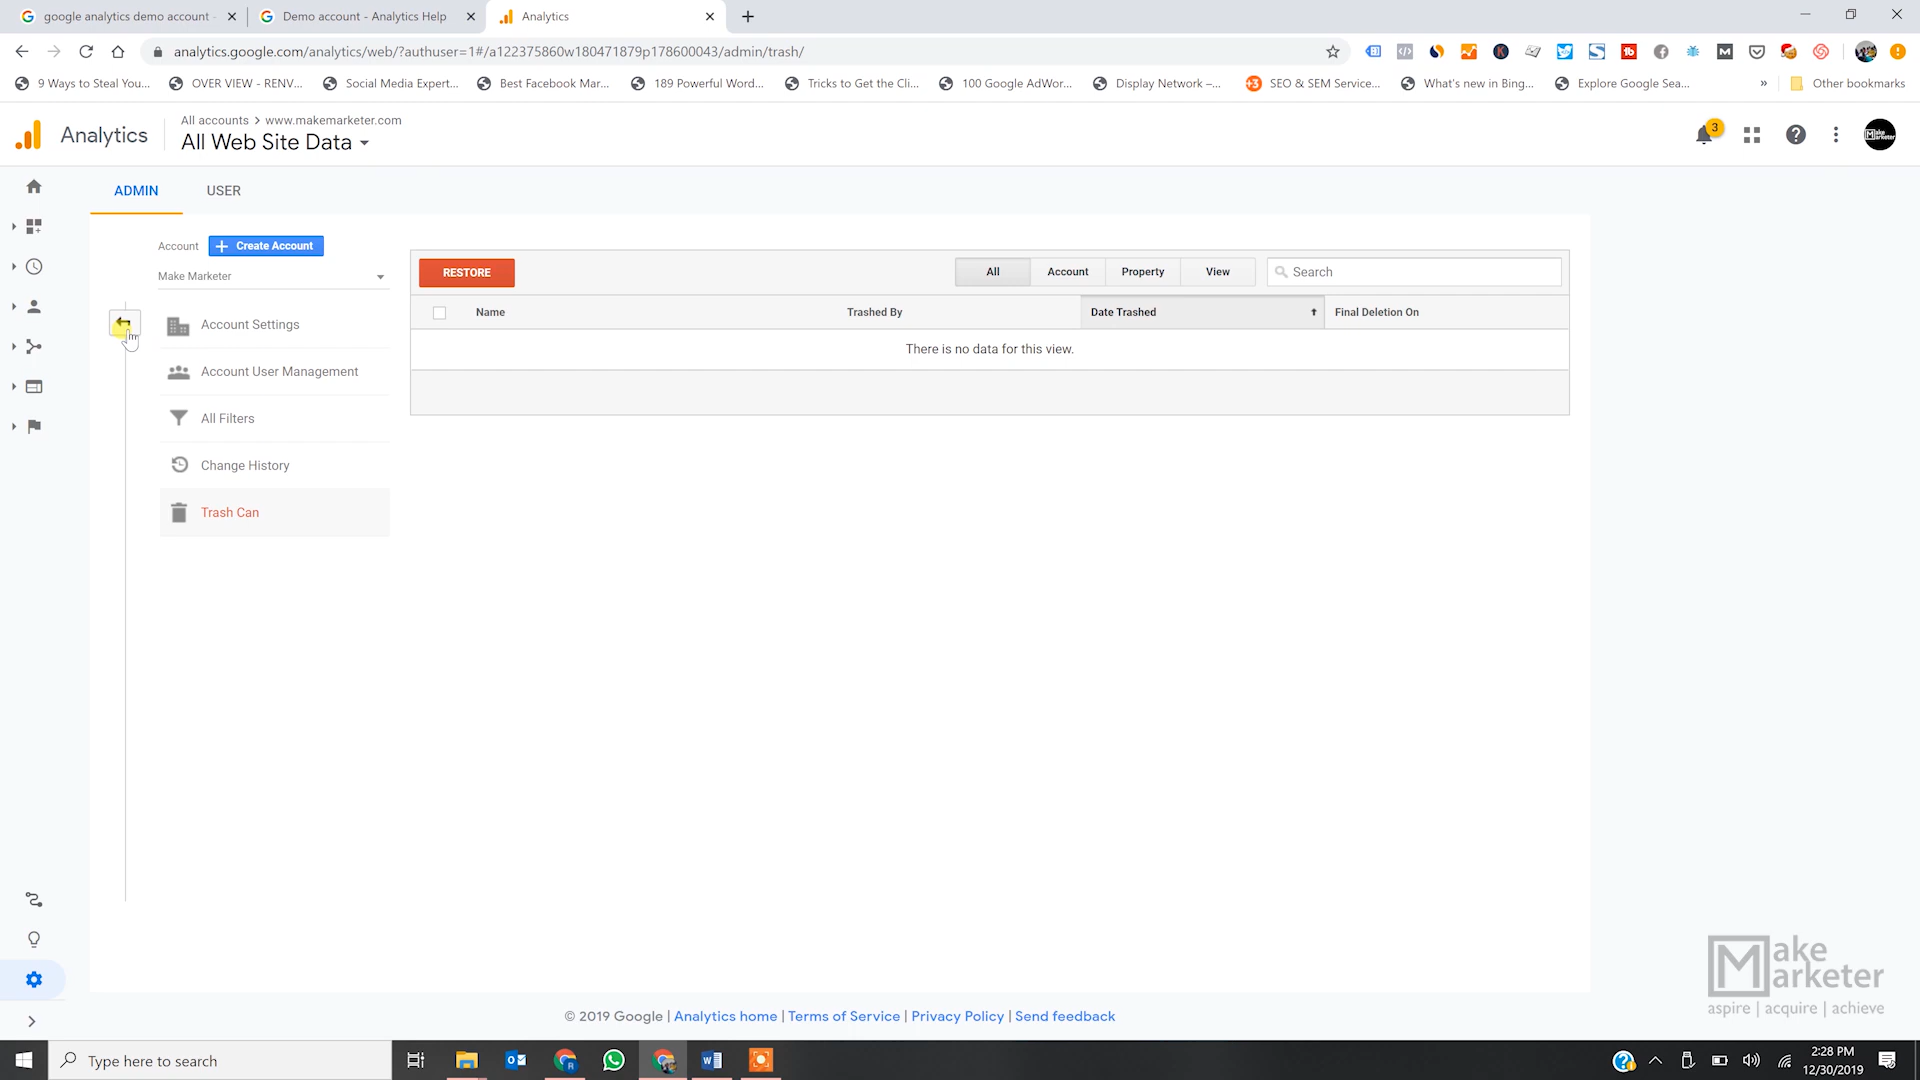 google analytics demo account -
Demo account - Analytics Help
Analytics
analytics.google.com/analytics/web/?authuser=1#/a122375860w180471879p178600043/admin/trash/
9 Ways to Steal You...
OVER VIEW - RENV...
Social Media Expert...
Best Facebook Mar...
189 Powerful Word...
Tricks to Get the Cli...
100 Google AdWor...
Display Network –...
SEO & SEM Service...
What's new in Bing...
Explore Google Sea...
»
Other bookmarks
Analytics
All accounts > www.makemarketer.com
All Web Site Data
3
ADMIN
USER
Account
+ Create Account
Make Marketer
Account Settings
Account User Management
All Filters
Change History
Trash Can
RESTORE
All
Account
Property
View
Search
Name
Trashed By
Date Trashed
Final Deletion On
There is no data for this view.
Make
Marketer
aspire | acquire | achieve
© 2019 Google | Analytics home | Terms of Service | Privacy Policy | Send feedback
Type here to search
2:28 PM
12/30/2019